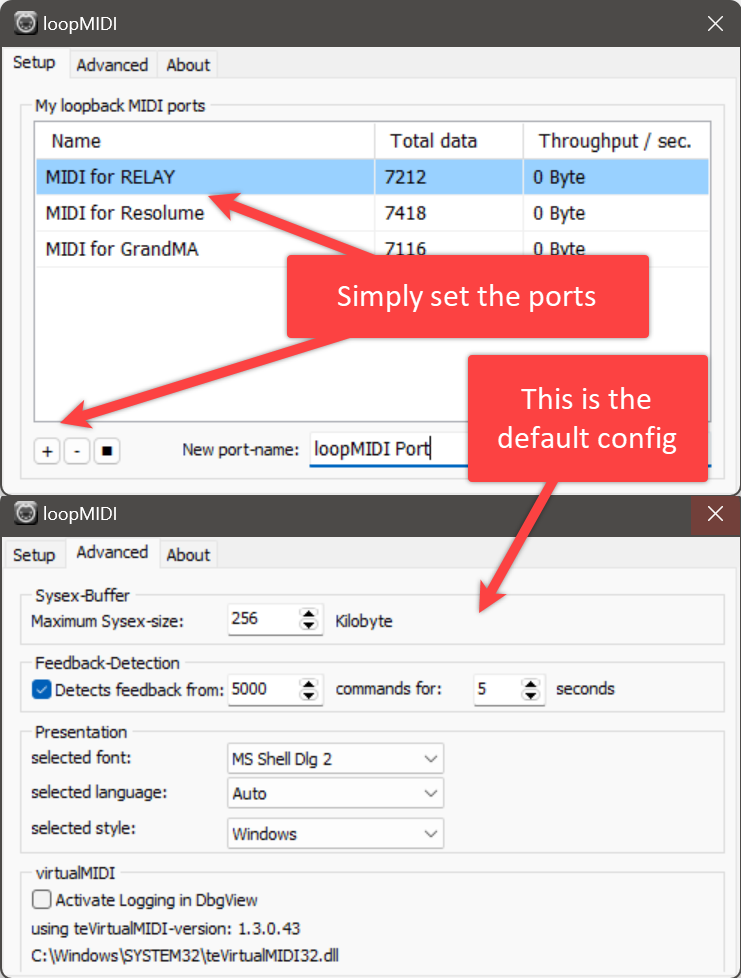 loopMIDI
Setup Advanced About
My loopback MIDI ports
Name Total data Throughput / sec.
MIDI for RELAY 7212 0 Byte
MIDI for Resolume 7418 0 Byte
MIDI for GrandMA 7116 0 Byte
Simply set the ports
This is the
default config
+ - New port-name: loopMIDI Port
loopMIDI
Setup Advanced About
Sysex-Buffer
Maximum Sysex-size: 256 Kilobyte
Feedback-Detection
Detects feedback from: 5000 commands for: 5 seconds
Presentation
selected font: MS Shell Dlg 2
selected language: Auto
selected style: Windows
virtualMIDI
Activate Logging in DbgView
using teVirtualMIDI-version: 1.3.0.43
C:\Windows\SYSTEM32\teVirtualMIDI32.dll